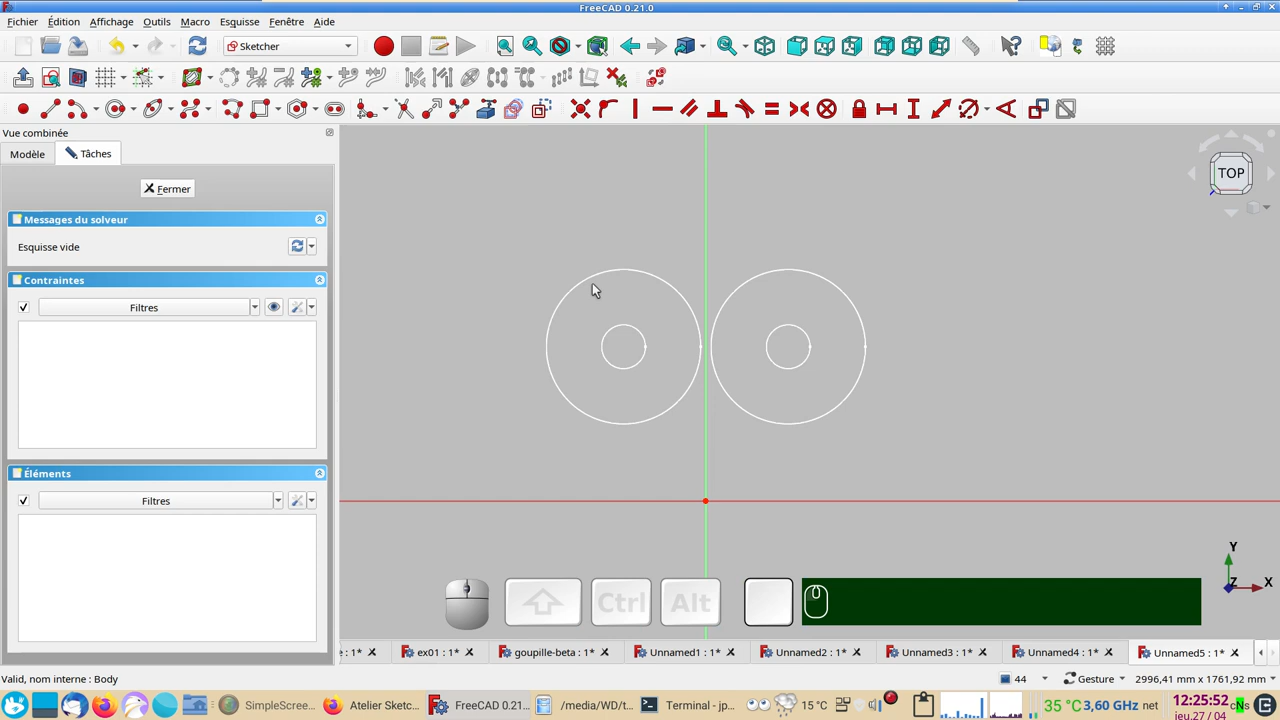 FreeCAD 0.21.0
Fichier Édition Affichage Outils Macro Esquisse Fenêtre Aide
Sketcher
Vue combinée
Modèle Tâches
TOP
Fermer
Messages du solveur
Esquisse vide
Contraintes
Filtres
Éléments
Filtres
Y
X
Z
Ctrl Alt
e : 1* ex01 : 1* goupille-beta : 1* Unnamed1 : 1* Unnamed2 : 1* Unnamed3 : 1* Unnamed4 : 1* Unnamed5 : 1*
Valid, nom interne : Body 44 Gesture 2996,41 mm x 1761,92 mm
SimpleScree... Atelier Sketc... FreeCAD 0.21... /media/WD/t... Terminal - jp... 15 °C 35 °C 3,60 GHz net 12:25:52
jeu.27 / 04